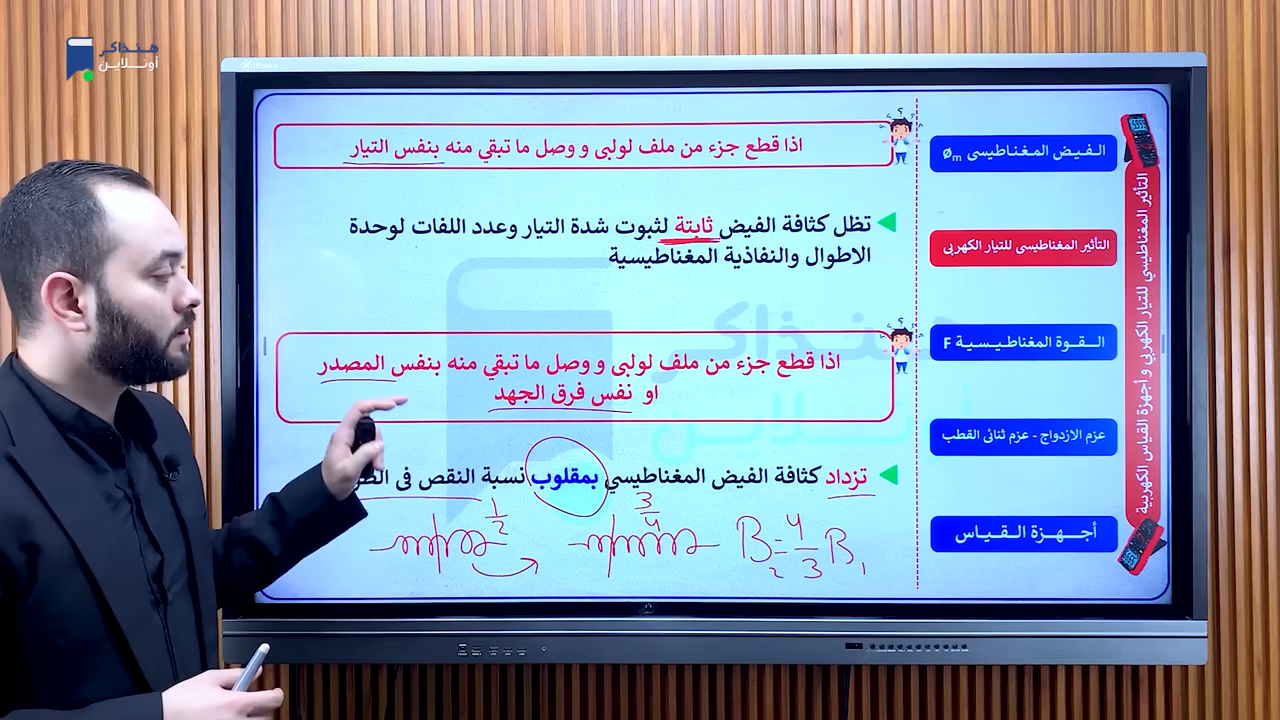 هنذاكر
أونلاين
iBoard
اذا قطع جزء من ملف لولبى و وصل ما تبقي منه بنفس التيار
تظل كثافة الفيض ثابتة لثبوت شدة التيار وعدد اللفات لوحدة
الاطوال والنفاذية المغناطيسية
اذا قطع جزء من ملف لولبى و وصل ما تبقي منه بنفس المصدر
او نفس فرق الجهد
تزداد كثافة الفيض المغناطيسي بمقلوب نسبة النقص فى
1/2
3/4
B₂ = 4/3 B₁
الفيض المغناطيسى Øm
التأثير المغناطيسى للتيار الكهربى
القوة المغناطيسية F
عزم الازدواج - عزم ثنائى القطب
أجهزة القياس
التأثير المغناطيسي للتيار الكهربي و أجهزة القياس الكهربية
هنذاكر
أونلاين